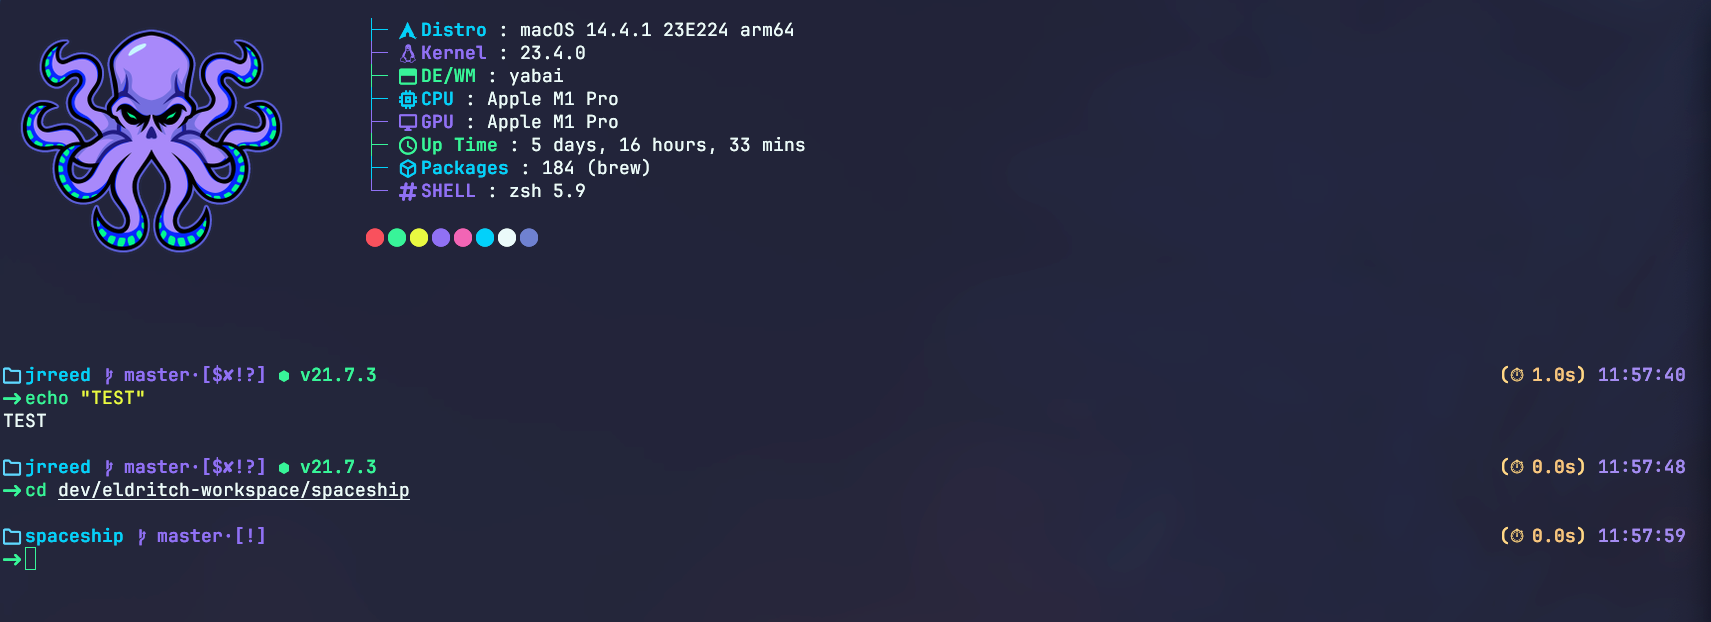 Distro : macOS 14.4.1 23E224 arm64
Kernel : 23.4.0
DE/WM : yabai
CPU : Apple M1 Pro
GPU : Apple M1 Pro
Up Time : 5 days, 16 hours, 33 mins
Packages : 184 (brew)
SHELL : zsh 5.9
jrreed master·[$✘!?] ⬢ v21.7.3 (⏱ 1.0s) 11:57:40
→echo "TEST"
TEST
jrreed master·[$✘!?] ⬢ v21.7.3 (⏱ 0.0s) 11:57:48
→cd dev/eldritch-workspace/spaceship
spaceship master·[!] (⏱ 0.0s) 11:57:59
→